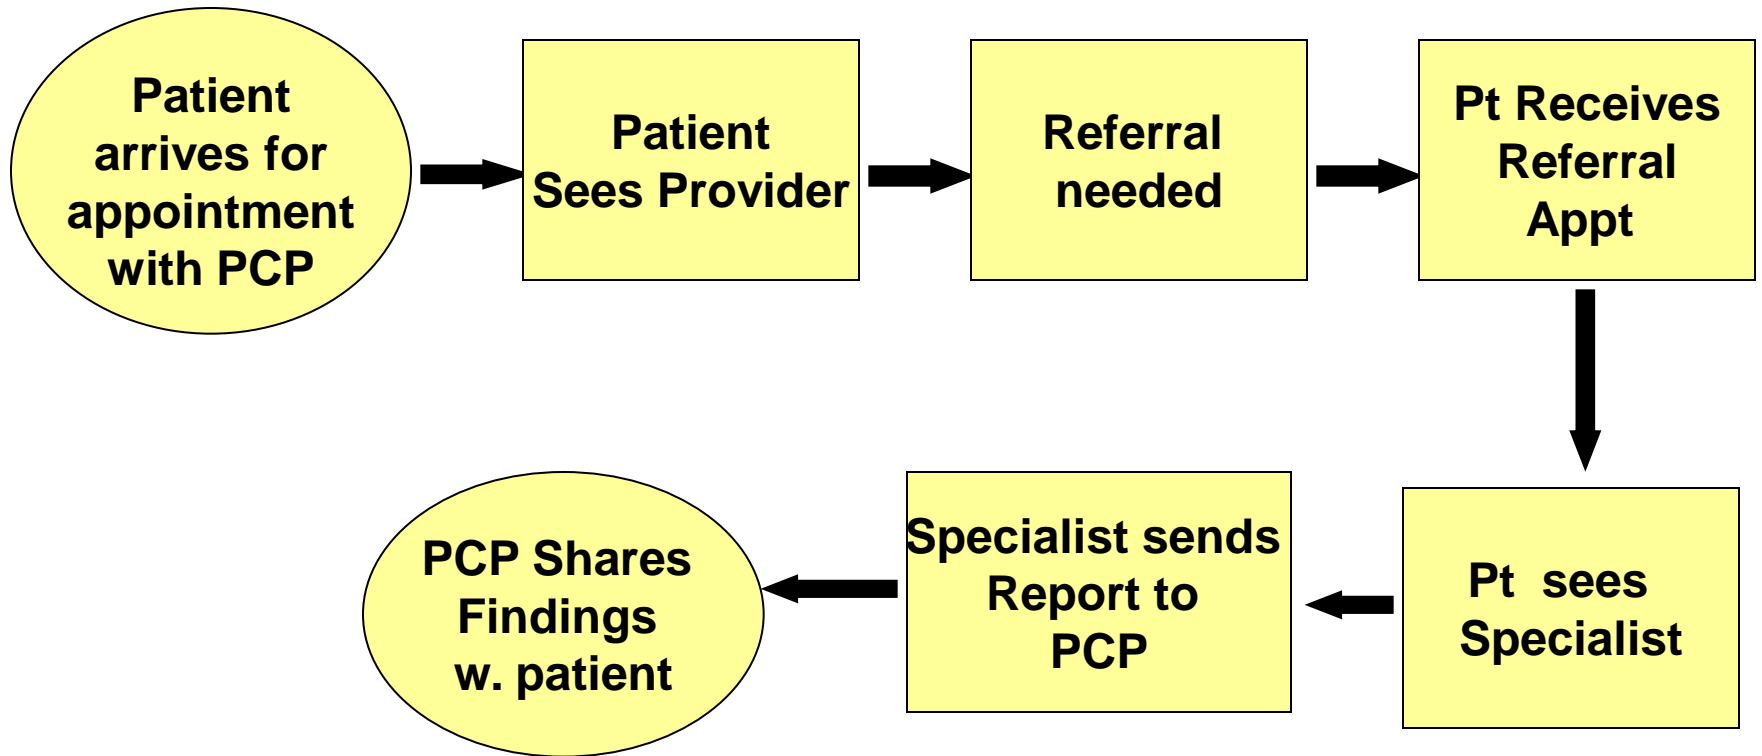 Patient
arrives for
appointment
with PCP
Patient
Sees Provider
Referral
needed
Pt Receives
Referral
Appt
Pt sees
Specialist
Specialist sends
Report to
PCP
PCP Shares
Findings
w. patient